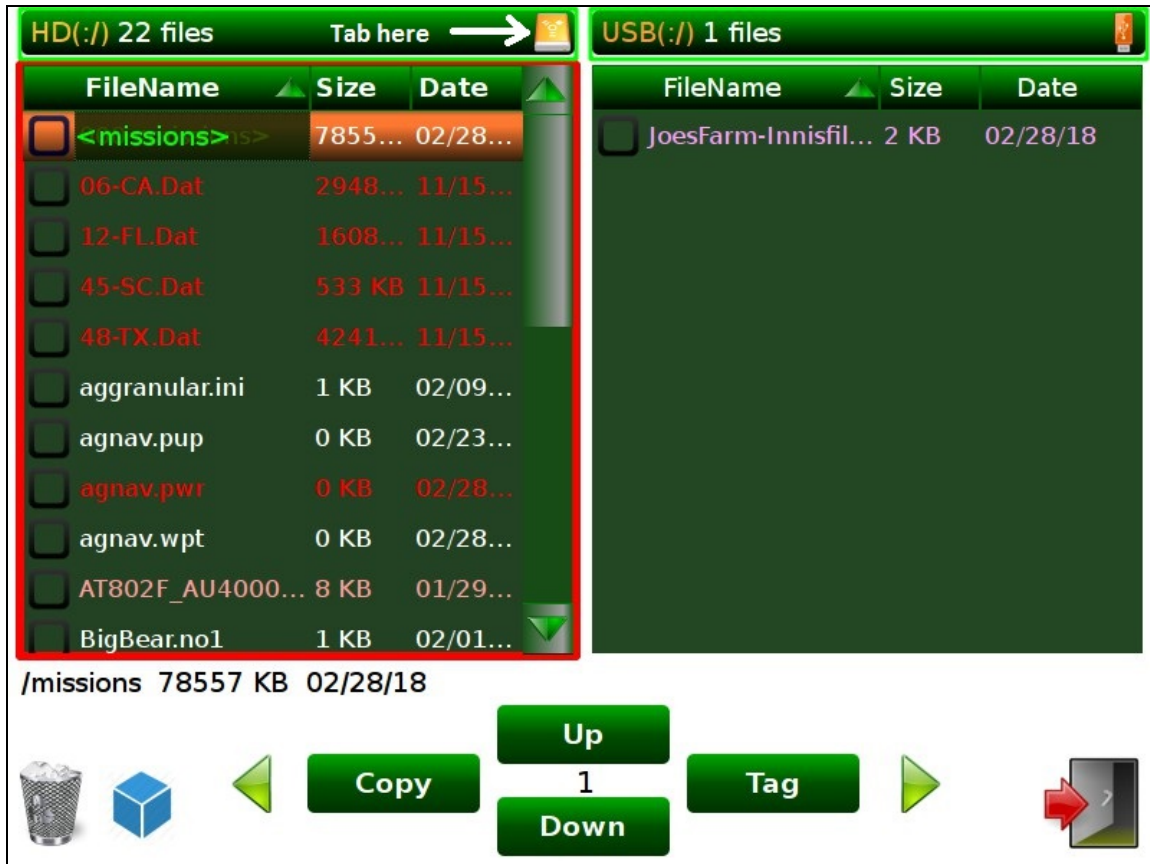 HD(:/) 22 files Tab here
FileName Size Date
<missions> 7855... 02/28...
06-CA.Dat 2948... 11/15...
12-FL.Dat 1608... 11/15...
45-SC.Dat 533 KB 11/15...
48-TX.Dat 4241... 11/15...
aggranular.ini 1 KB 02/09...
agnav.pup 0 KB 02/23...
agnav.pwr 0 KB 02/28...
agnav.wpt 0 KB 02/28...
AT802F_AU4000... 8 KB 01/29...
BigBear.no1 1 KB 02/01...
/missions 78557 KB 02/28/18
USB(:/) 1 files
FileName Size Date
JoesFarm-Innisfil... 2 KB 02/28/18
Up
Copy 1 Tag
Down